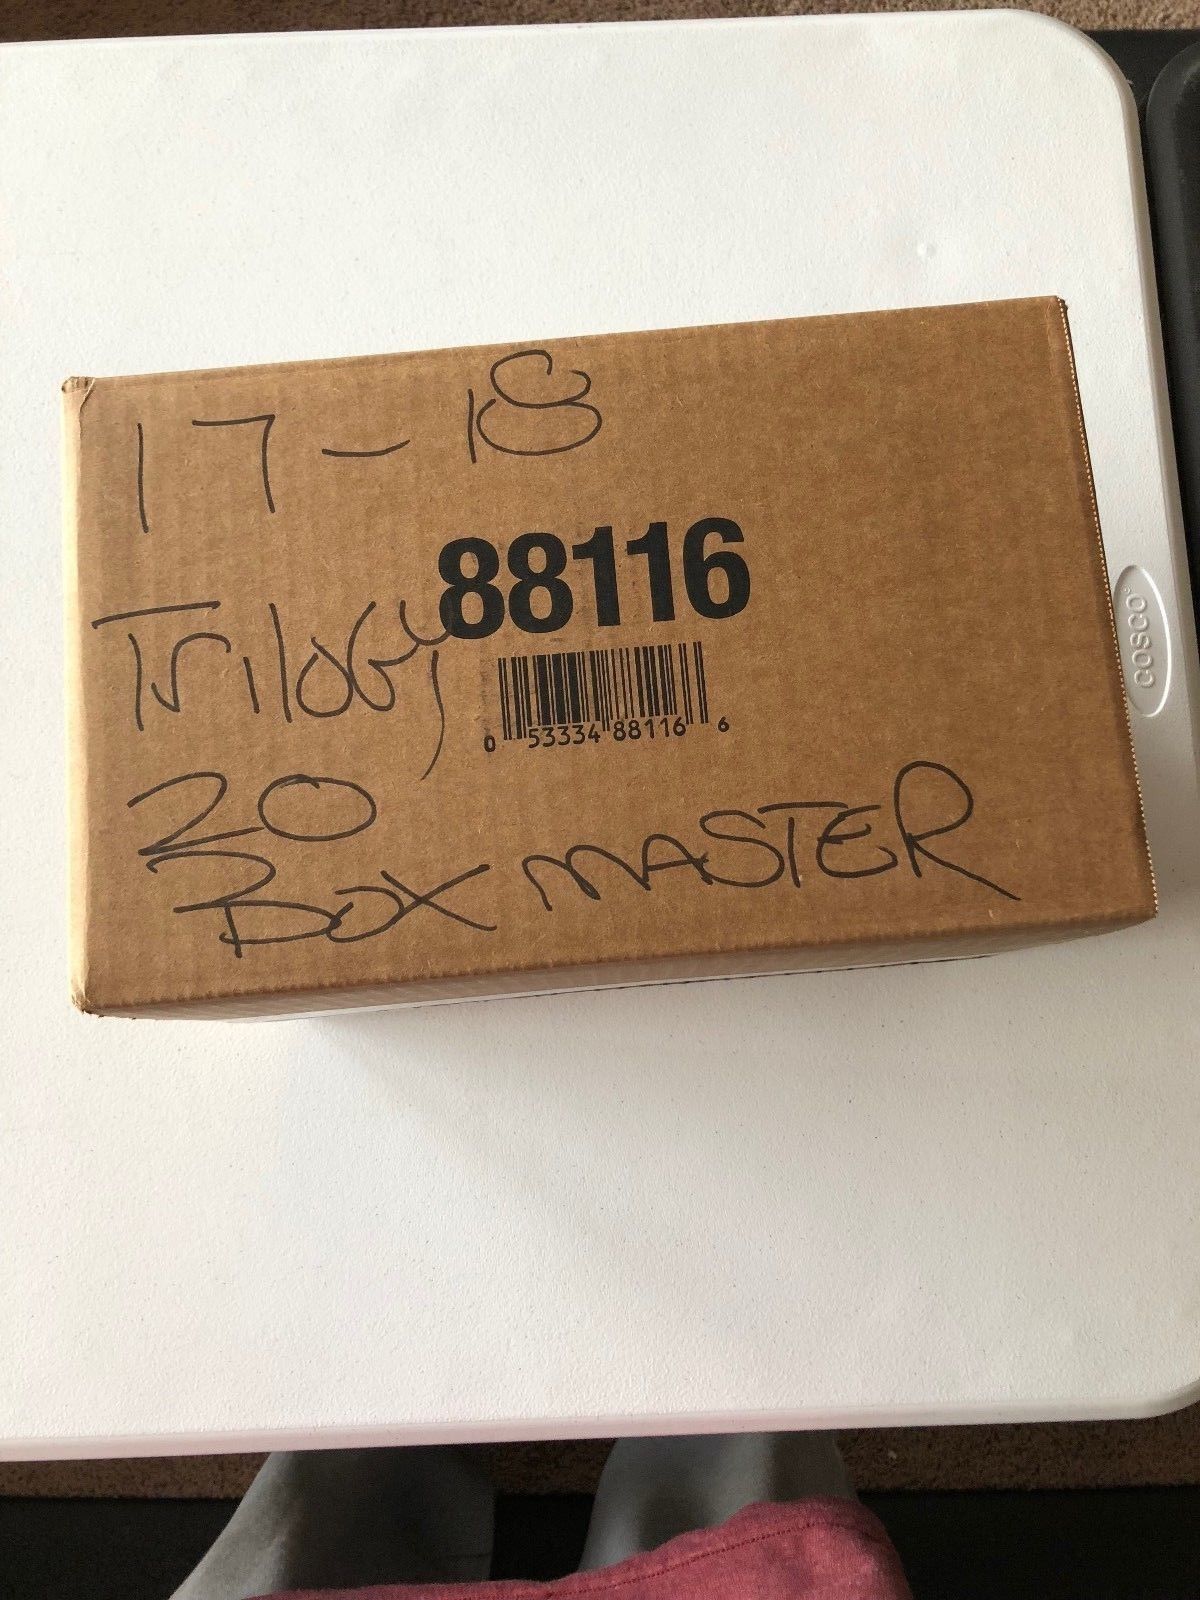 17-18
88116
Trilogy
0 53334 88116 6
20
BOX MASTER
COSCO